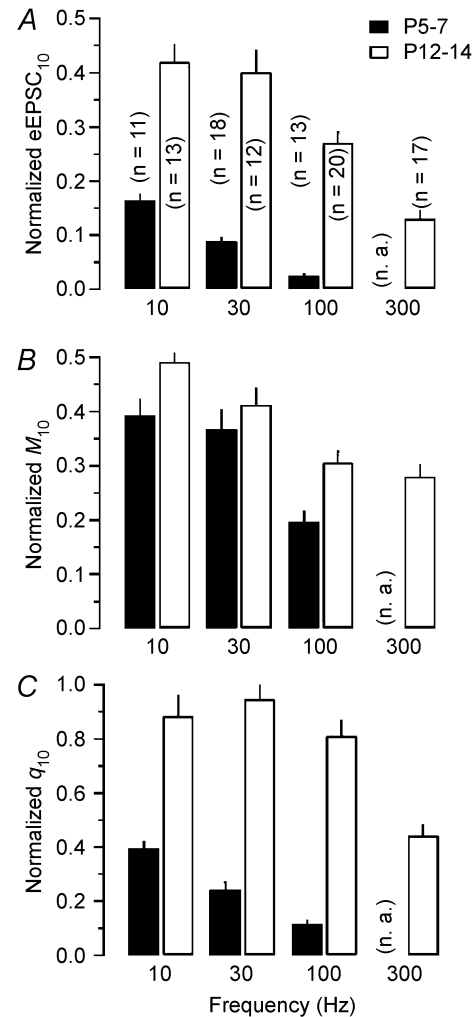 A
Normalized eEPSC10
0.5
0.4
0.3
0.2
0.1
0.0
P5-7
P12-14
(n = 11)
(n = 13)
(n = 18)
(n = 12)
(n = 13)
(n = 20)
(n. a.)
(n = 17)
10 30 100 300
B
Normalized M10
0.5
0.4
0.3
0.2
0.1
0.0
(n. a.)
10 30 100 300
C
Normalized q10
1.0
0.8
0.6
0.4
0.2
0.0
(n. a.)
10 30 100 300
Frequency (Hz)